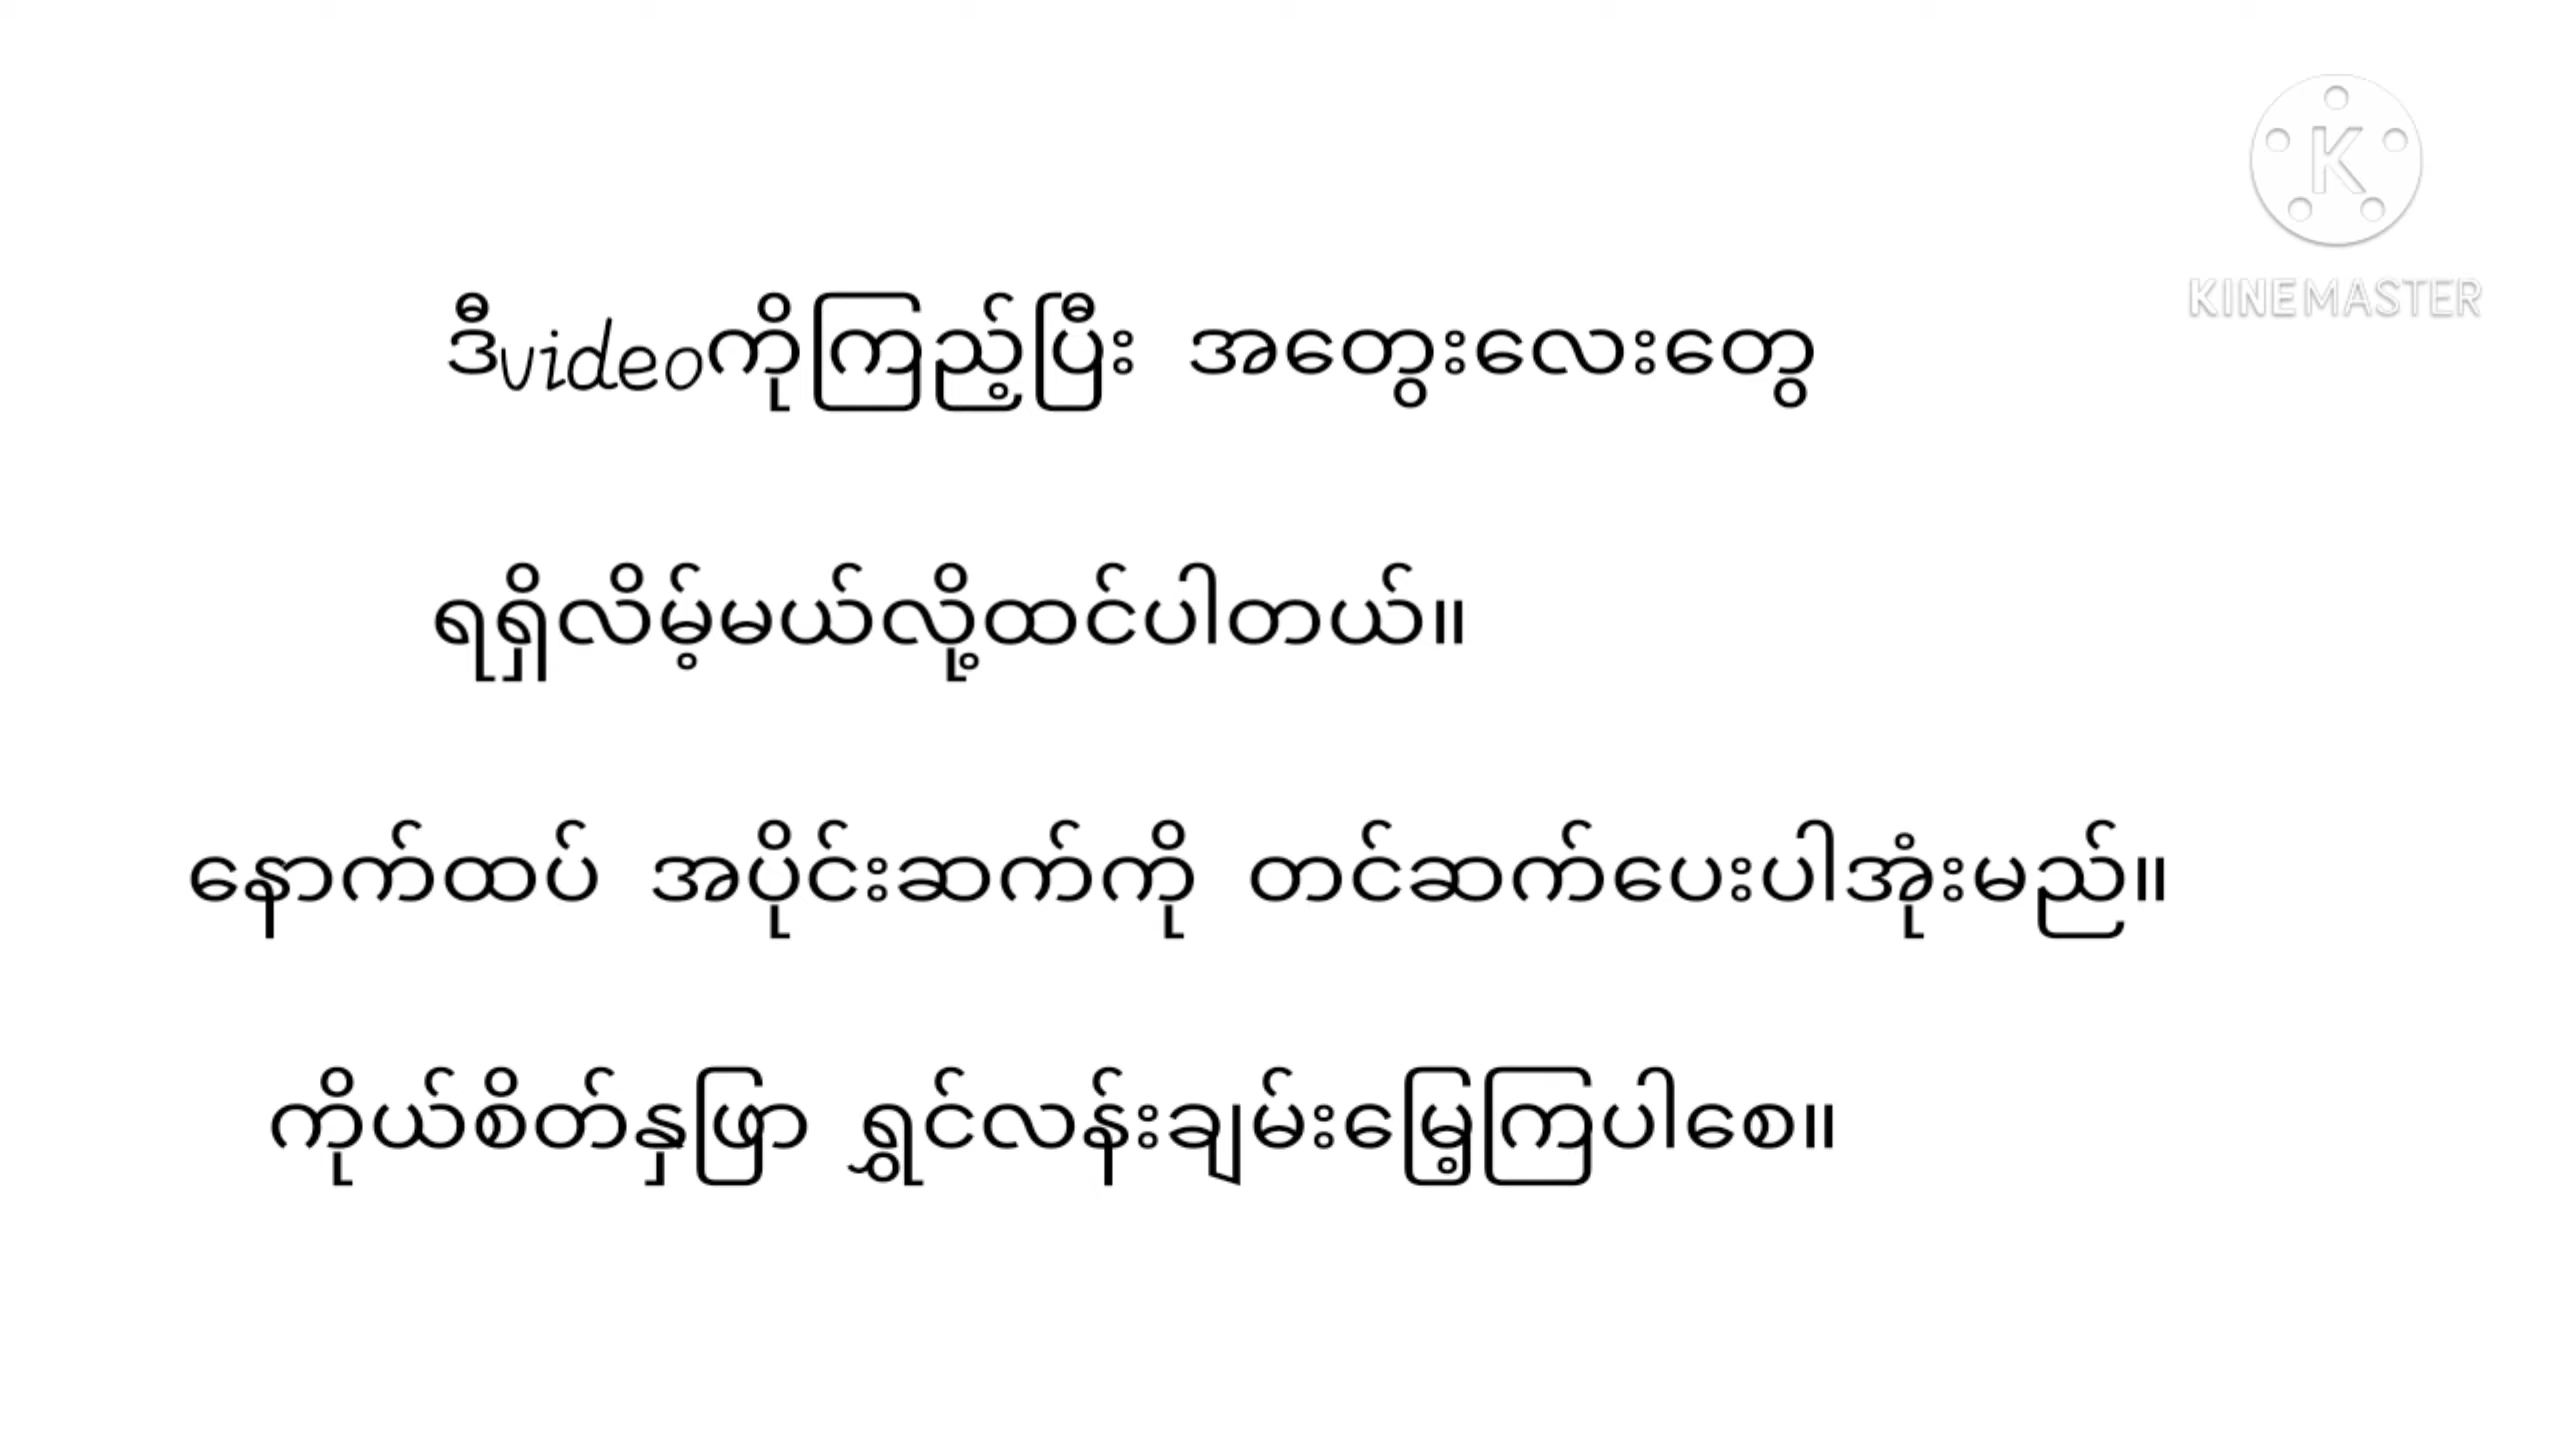 ဒီvideoကိုကြည့်ပြီး အတွေးလေးတွေ
ရရှိလိမ့်မယ်လို့ထင်ပါတယ်။
နောက်ထပ် အပိုင်းဆက်ကို တင်ဆက်ပေးပါအုံးမည်။
ကိုယ်စိတ်နှဖြာ ရွှင်လန်းချမ်းမြေ့ကြပါစေ။
K
KINEMASTER